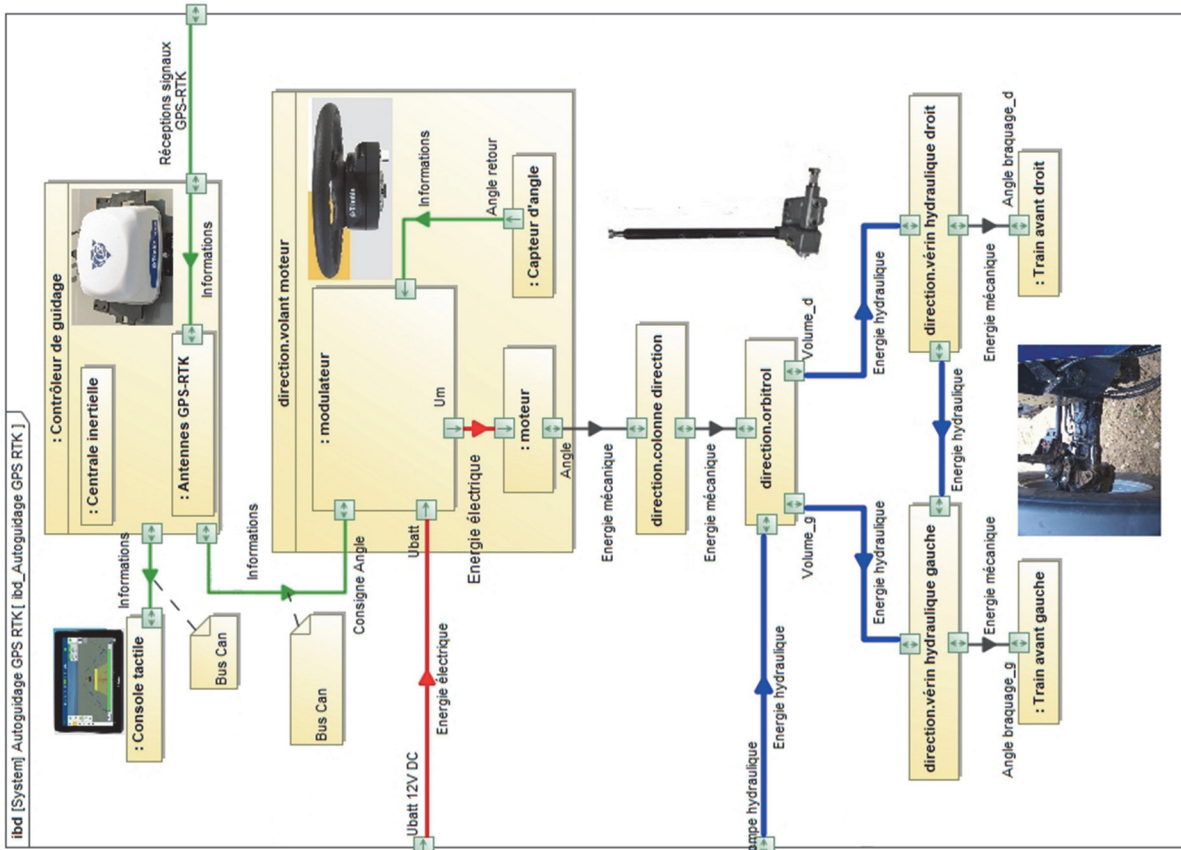 ibd [System] Autoguidage GPS RTK [ ibd_Autoguidage GPS RTK ]
Réceptions signaux
GPS-RTK
: Contrôleur de guidage
: Centrale inertielle
: Antennes GPS-RTK
Informations
Informations
: Console tactile
Bus Can
Informations
Bus Can
Consigne Angle
direction.volant moteur
: modulateur
Informations
Angle retour
: Capteur d'angle
Ubatt 12V DC
Energie électrique
Ubatt
Um
Energie électrique
: moteur
Angle
Energie mécanique
direction.colomne direction
Energie mécanique
direction.orbitrol
ompe hydraulique
Energie hydraulique
Volume_g
Volume_d
Energie hydraulique
Energie hydraulique
direction.vérin hydraulique gauche
Energie hydraulique
direction.vérin hydraulique droit
Energie mécanique
Energie mécanique
Angle braquage_g
Angle braquage_d
: Train avant gauche
: Train avant droit